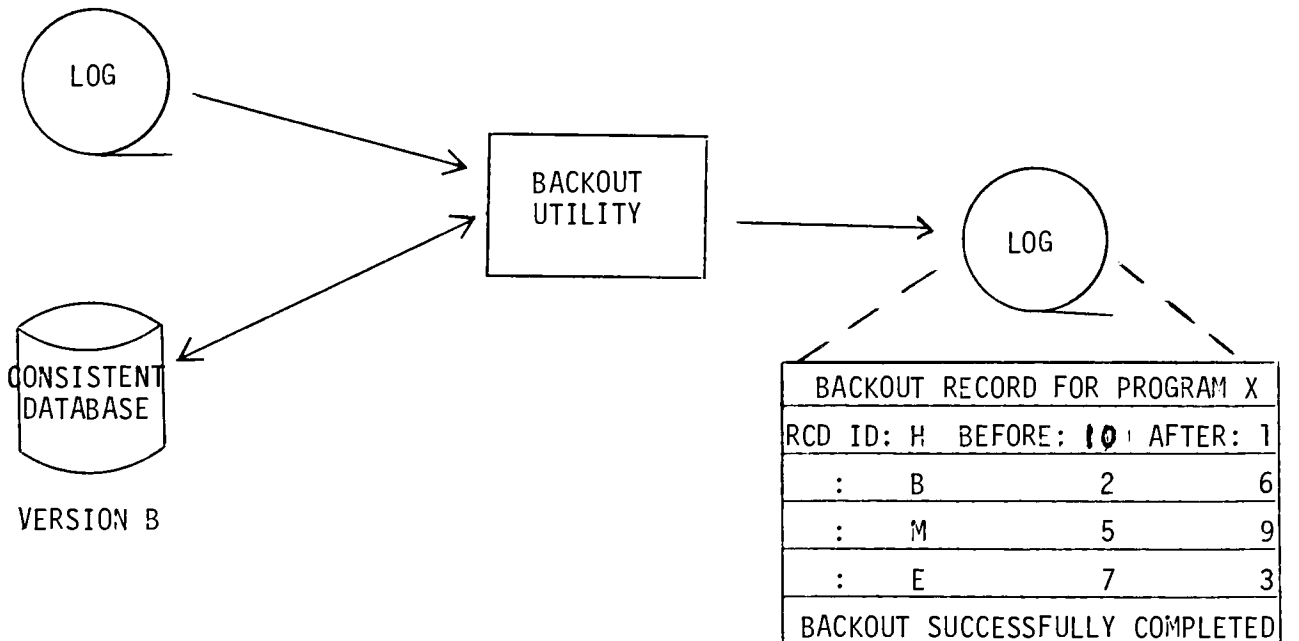 LOG
BACKOUT
UTILITY
LOG
CONSISTENT
DATABASE
VERSION B
BACKOUT RECORD FOR PROGRAM X
RCD ID: H BEFORE: 10 AFTER: 1
: B 2 6
: M 5 9
: E 7 3
BACKOUT SUCCESSFULLY COMPLETED